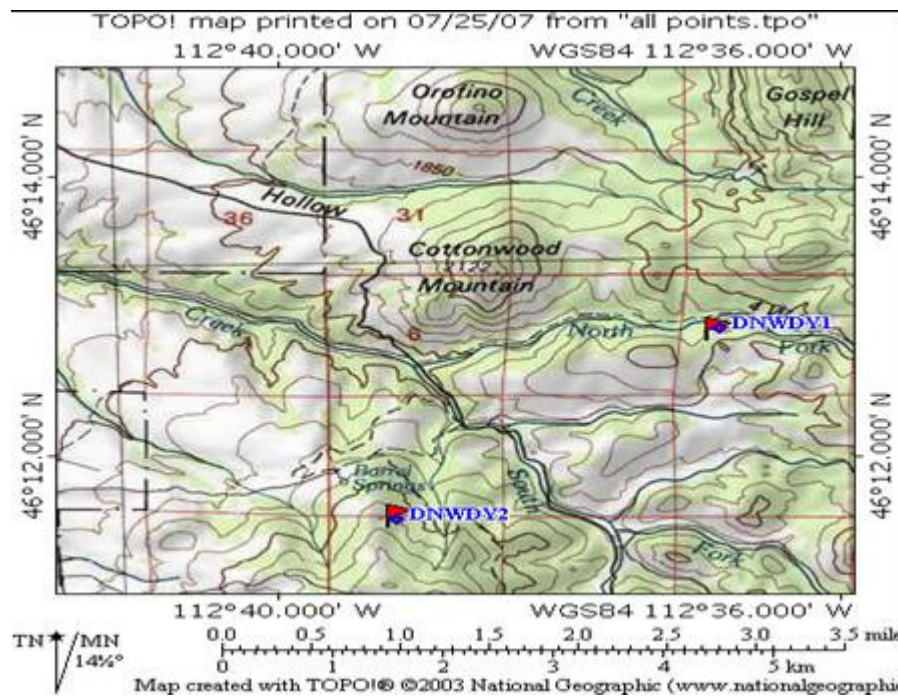 TOPO! map printed on 07/25/07 from "all points.tpo"
112°40.000' W WGS84 112°36.000' W
Orofino
Mountain
Creek
Gospel
Hill
46°14.000' N
46°14.000' N
1850
Hollow
36
31
Cottonwood
2122
Mountain
Creek
6
North
DNWDY1
Fork
46°12.000' N
46°12.000' N
Barrel
Springs
South
DNWDY2
Fork
112°40.000' W WGS84 112°36.000' W
TN MN
14½°
0.0 0.5 1.0 1.5 2.0 2.5 3.0 3.5 mile
0 1 2 3 4 5 km
Map created with TOPO!® ©2003 National Geographic (www.nationalgeographi